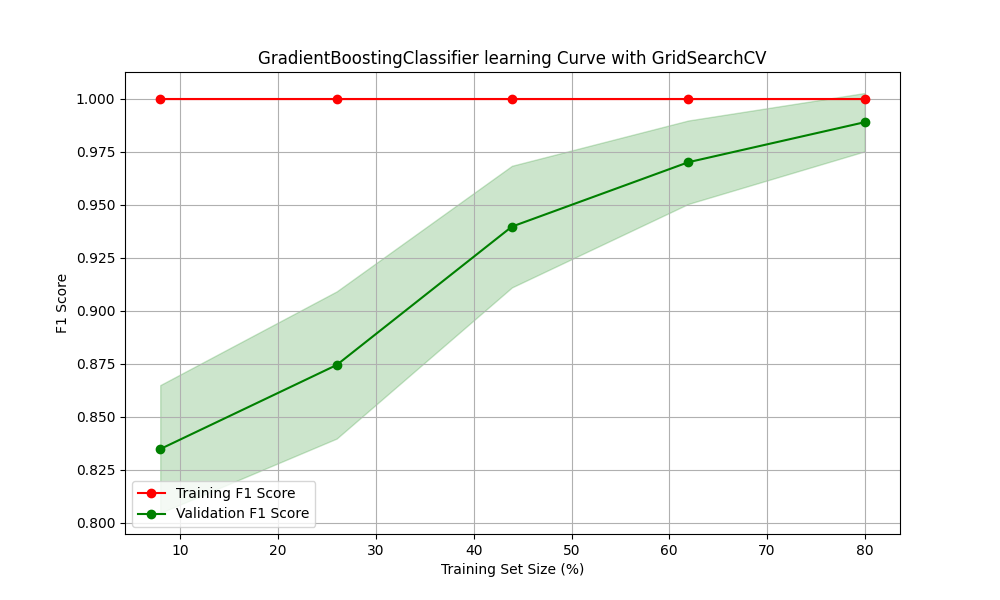 GradientBoostingClassifier learning Curve with GridSearchCV
1.000
0.975
0.950
0.925
0.900
0.875
0.850
0.825
0.800
F1 Score
Training F1 Score
Validation F1 Score
10 20 30 40 50 60 70 80
Training Set Size (%)